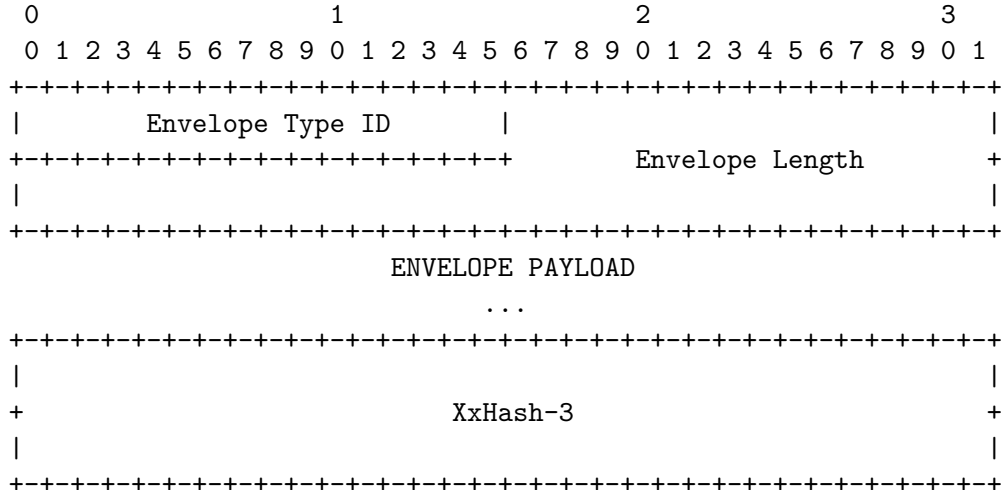 0                   1                   2                   3
 0 1 2 3 4 5 6 7 8 9 0 1 2 3 4 5 6 7 8 9 0 1 2 3 4 5 6 7 8 9 0 1
+-+-+-+-+-+-+-+-+-+-+-+-+-+-+-+-+-+-+-+-+-+-+-+-+-+-+-+-+-+-+-+-+
|        Envelope Type ID       |                               |
+-+-+-+-+-+-+-+-+-+-+-+-+-+-+-+-+        Envelope Length        +
|                                                               |
+-+-+-+-+-+-+-+-+-+-+-+-+-+-+-+-+-+-+-+-+-+-+-+-+-+-+-+-+-+-+-+-+
                         ENVELOPE PAYLOAD
                               ...
+-+-+-+-+-+-+-+-+-+-+-+-+-+-+-+-+-+-+-+-+-+-+-+-+-+-+-+-+-+-+-+-+
|                                                               |
+                            XxHash-3                           +
|                                                               |
+-+-+-+-+-+-+-+-+-+-+-+-+-+-+-+-+-+-+-+-+-+-+-+-+-+-+-+-+-+-+-+-+